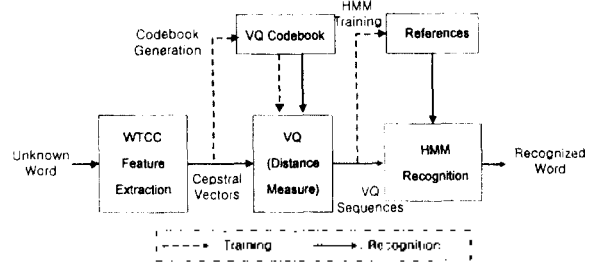 Codebook
Generation
VQ Codebook
HMM
Training
References
Unknown
Word
WTCC
Feature
Extraction
Cepstral
Vectors
VQ
(Distance
Measure)
VQ
Sequences
HMM
Recognition
Recognized
Word
Training
Recognition